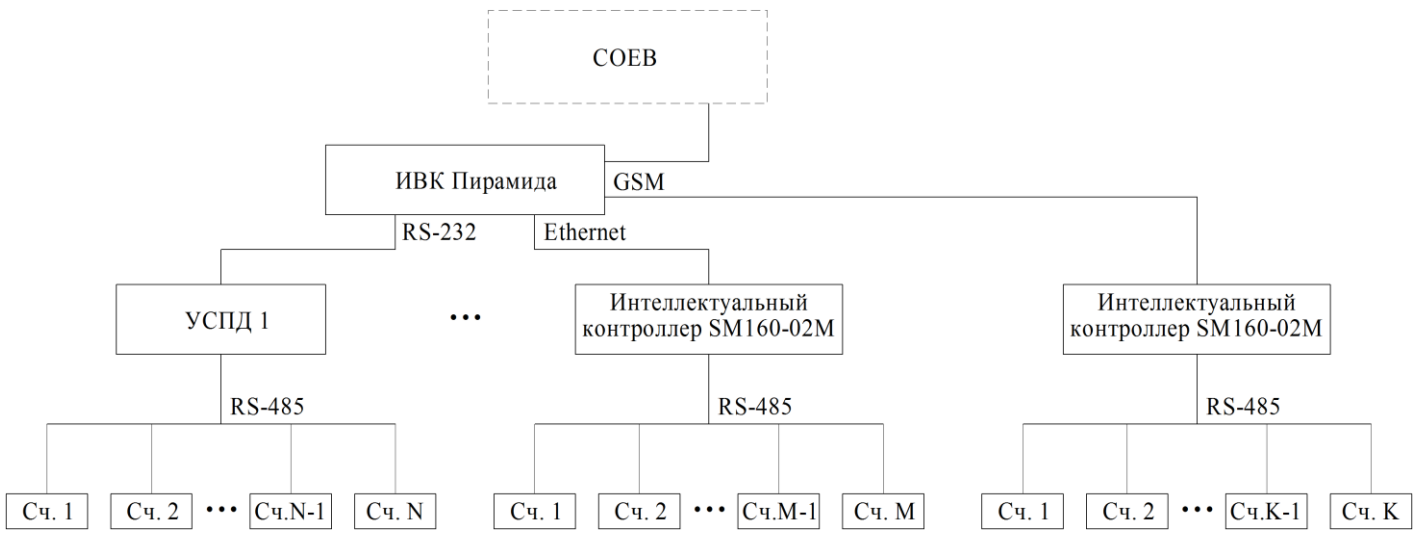 СОЕВ
ИВК Пирамида
GSM
RS-232
Ethernet
УСПД 1
•••
Интеллектуальный
контроллер SM160-02M
Интеллектуальный
контроллер SM160-02M
RS-485
RS-485
RS-485
Сч. 1
Сч. 2
•••
Сч.N-1
Сч. N
Сч. 1
Сч. 2
•••
Сч.M-1
Сч. M
Сч. 1
Сч. 2
•••
Сч.K-1
Сч. K